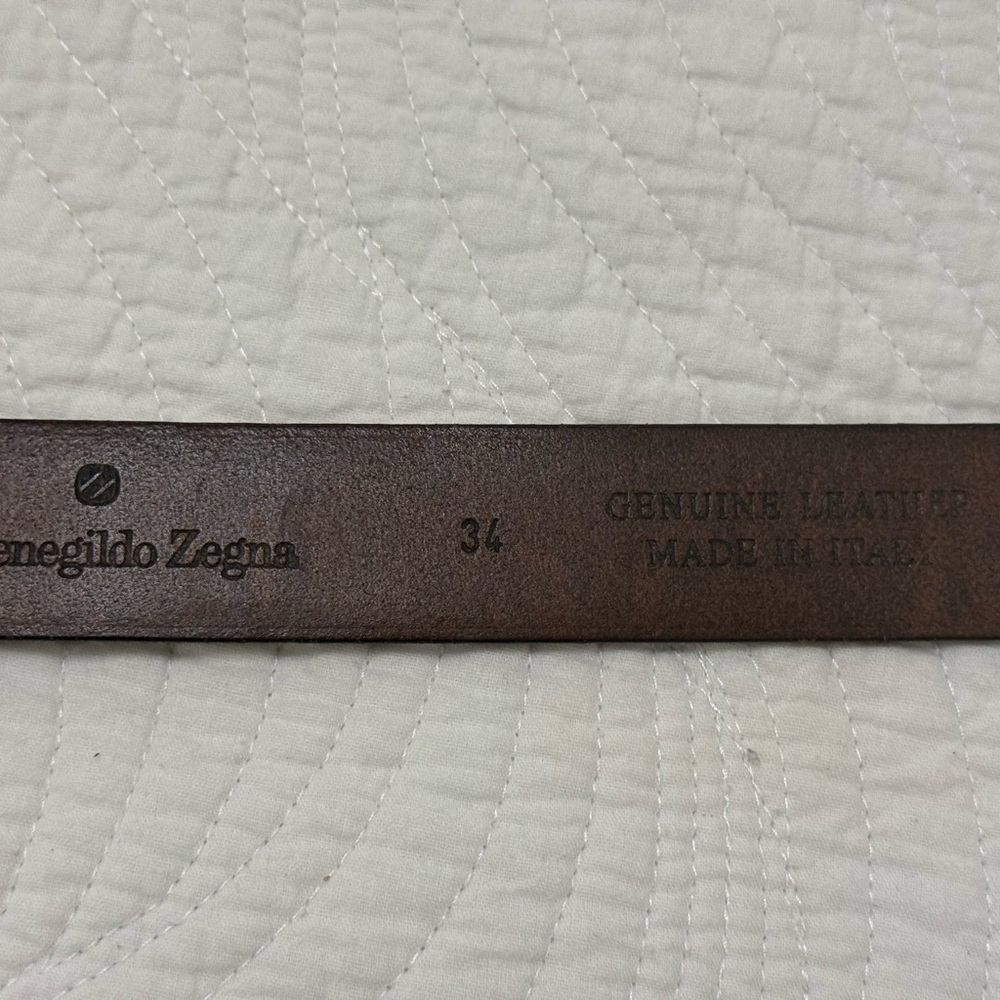 enegildo Zegna
34
GENUINE LEATHER
MADE IN ITALY